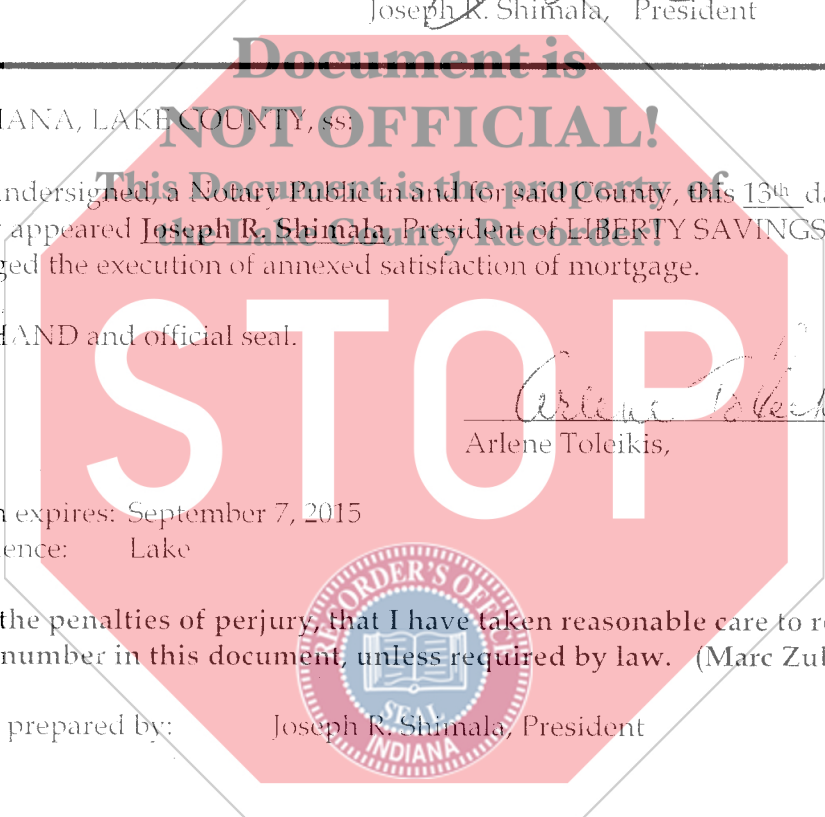 Joseph R. Shimala, President
Document is
NOT OFFICIAL!
IANA, LAKE COUNTY, ss:
This Document is the property of
ndersigned, a Notary Public in and for said County, this 13th da
the Lake County Recorder!
appeared Joseph R. Shimala, President of LIBERTY SAVINGS
ged the execution of annexed satisfaction of mortgage.
STOP
HAND and official seal.
Arlene Toleik
Arlene Toleikis,
n expires: September 7, 2015
ence: Lake
RECORDER'S OFFICE
the penalties of perjury, that I have taken reasonable care to re
number in this document, unless required by law. (Marc Zul
SEAL
prepared by: Joseph R. Shimala, President
INDIANA